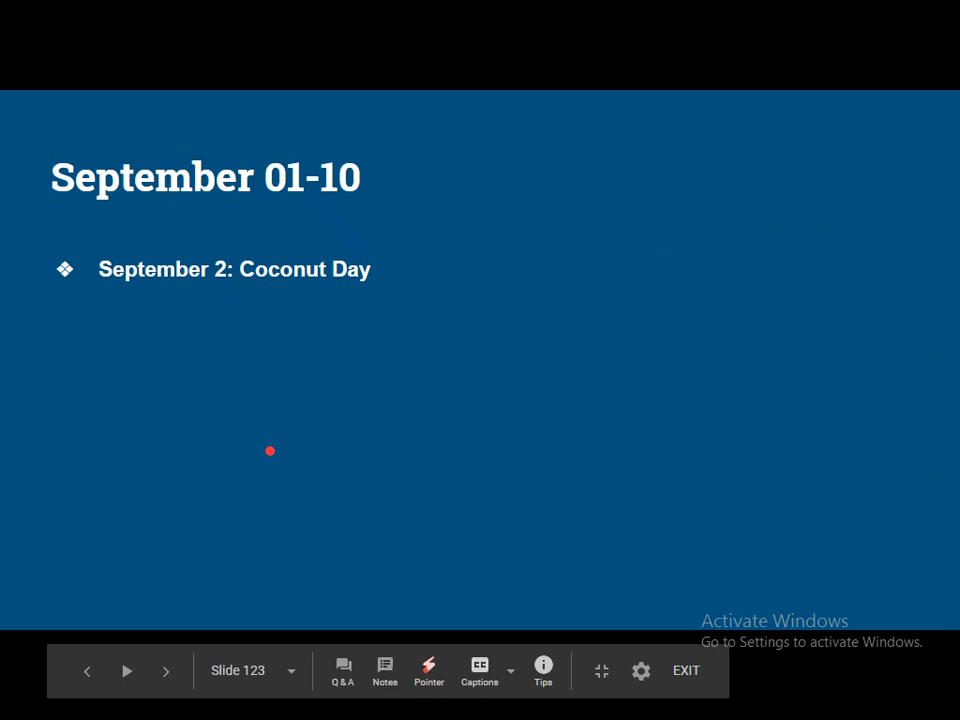 September 01-10
❖ September 2: Coconut Day
Activate Windows
Go to Settings to activate Windows.
Slide 123
Q & A
Notes
Pointer
CC
Captions
Tips
EXIT